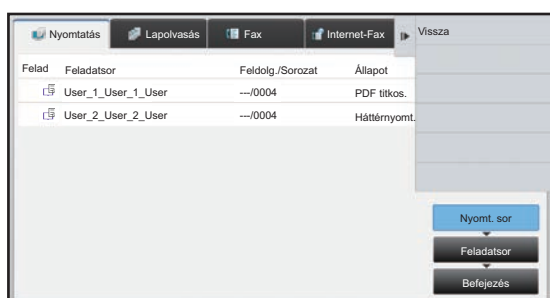 Nyomtatás Lapolvasás Fax Internet-Fax Vissza
Felad Feladatsor Feldolg./Sorozat Állapot
User_1_User_1_User ---/0004 PDF titkos.
User_2_User_2_User ---/0004 Háttérnyomt.
Nyomt. sor
Feladatsor
Befejezés